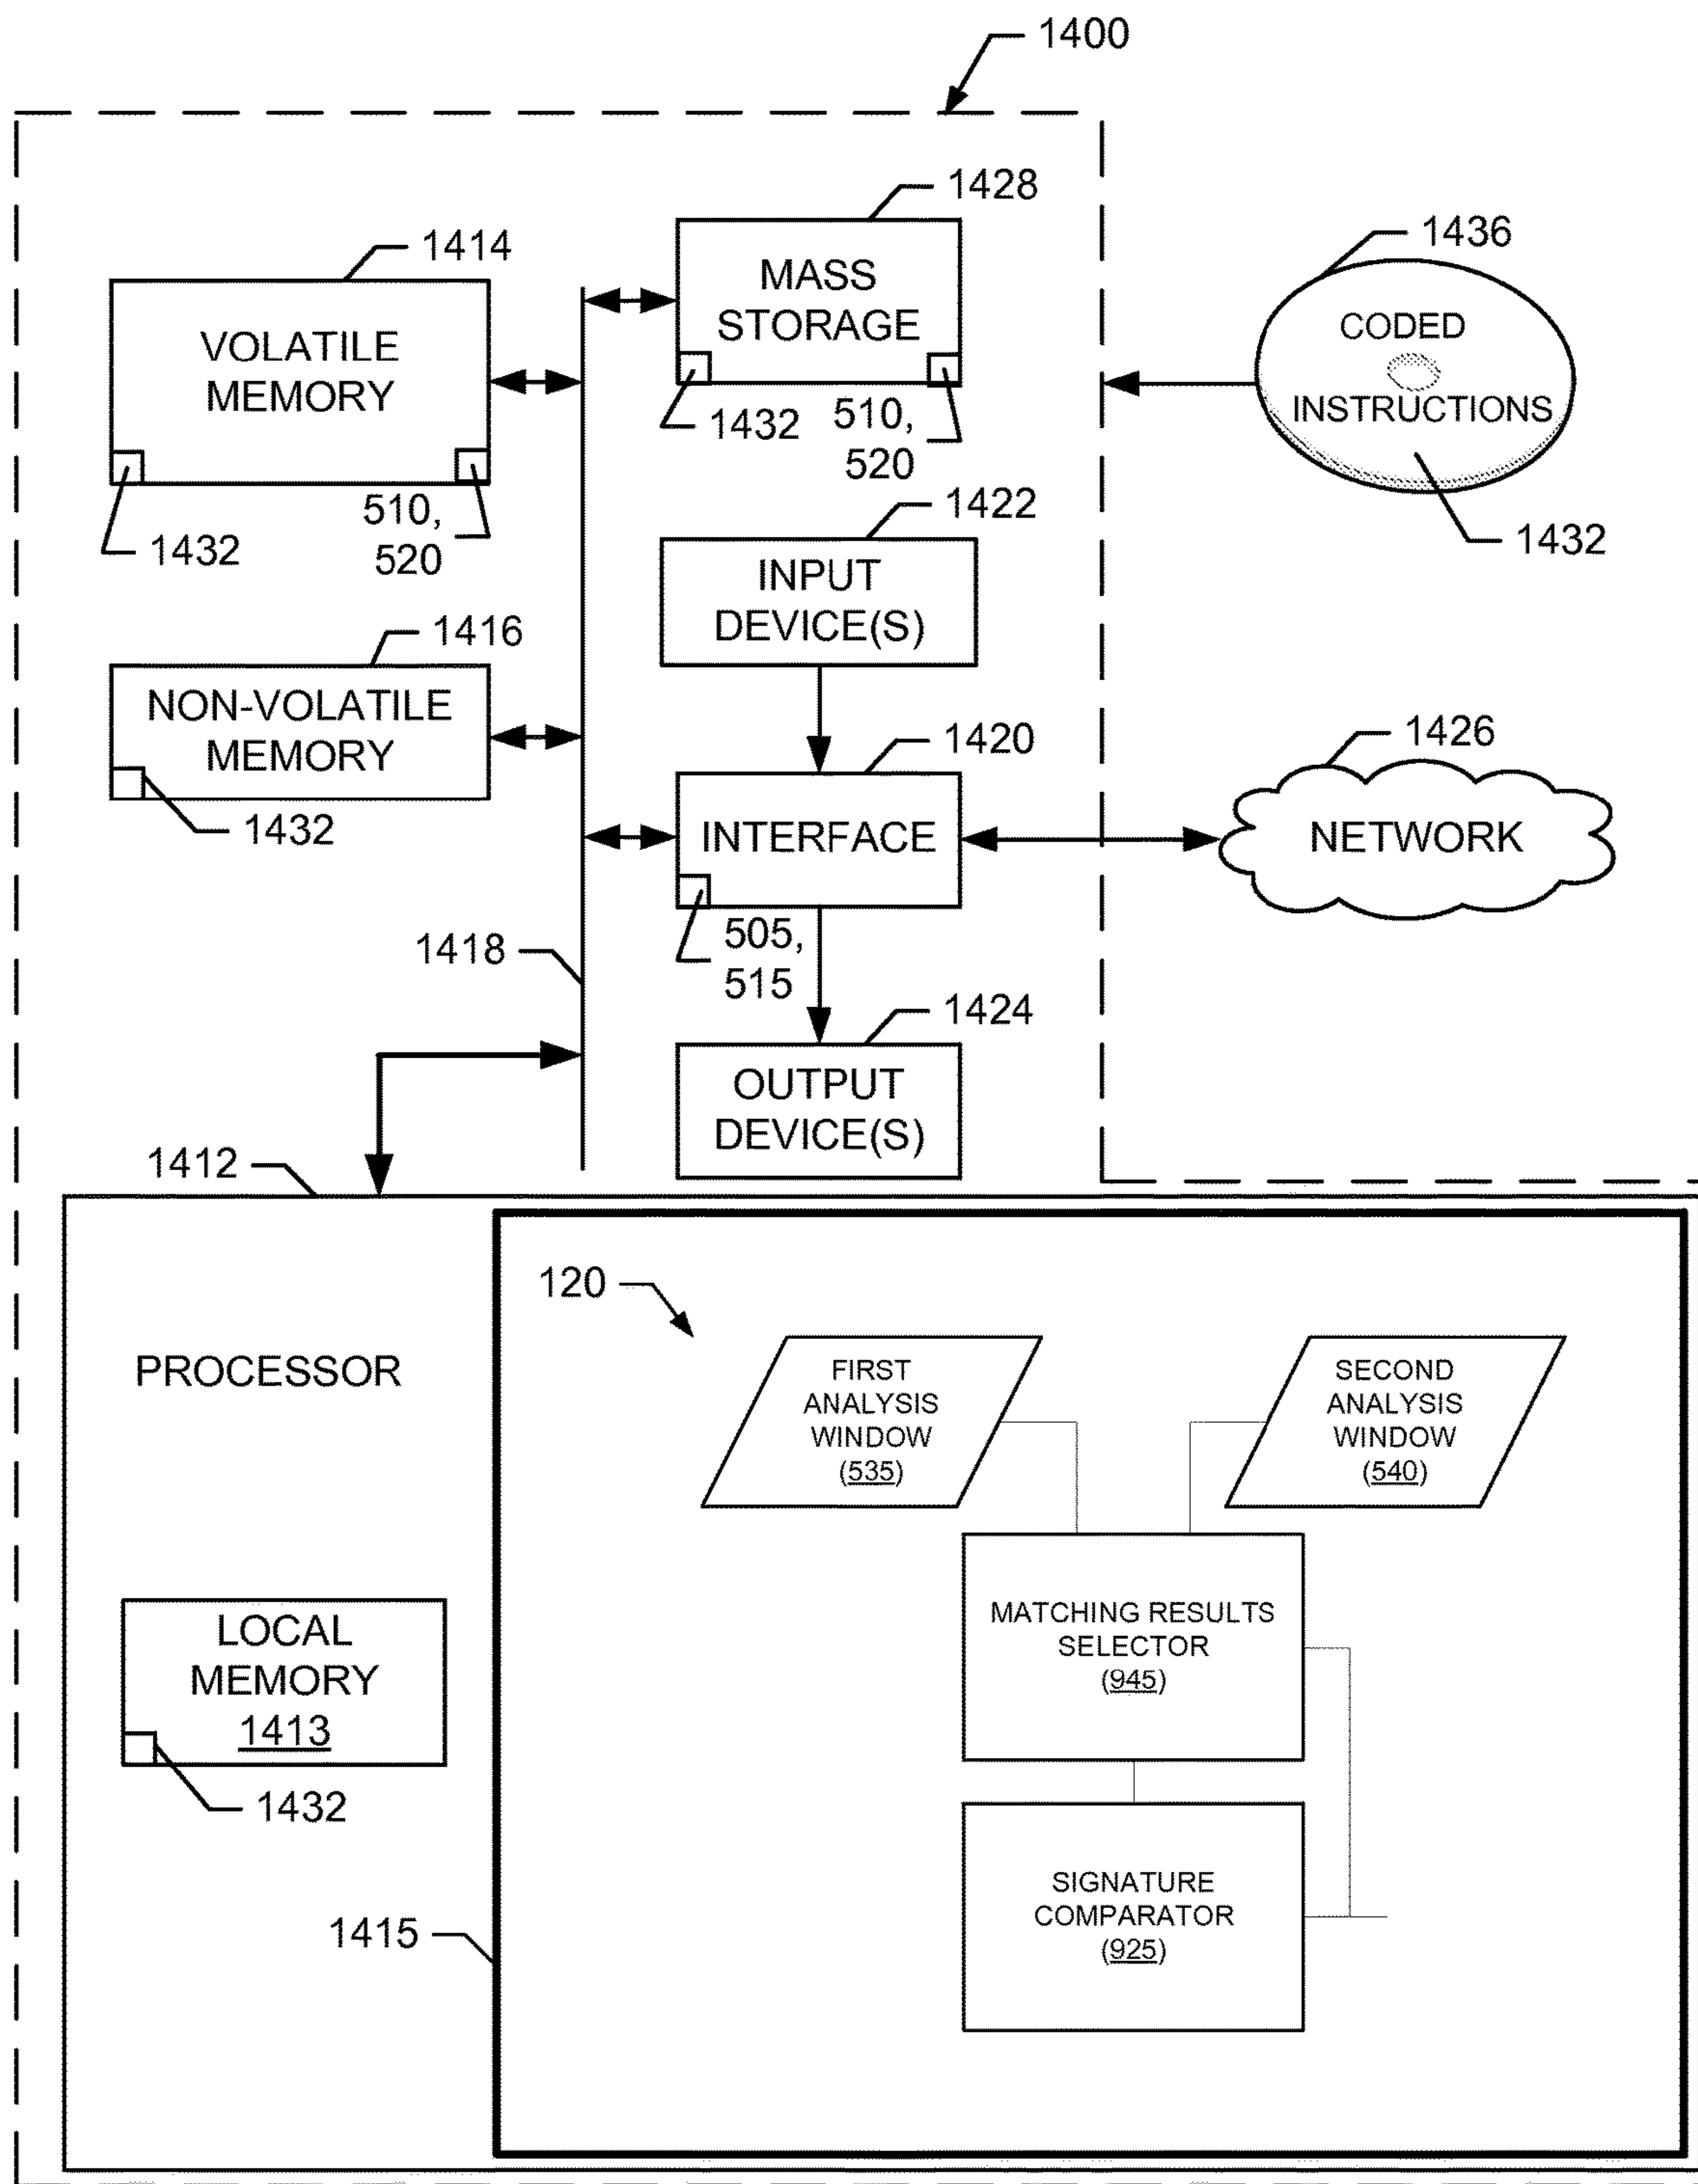 1400
1428
MASS
STORAGE
1432
510,
520
1414
VOLATILE
MEMORY
1432
510,
520
1436
CODED
INSTRUCTIONS
1432
1422
INPUT
DEVICE(S)
1416
NON-VOLATILE
MEMORY
1432
1420
INTERFACE
505,
515
1426
NETWORK
1418
1424
OUTPUT
DEVICE(S)
1412
PROCESSOR
120
FIRST
ANALYSIS
WINDOW
(535)
SECOND
ANALYSIS
WINDOW
(540)
MATCHING RESULTS
SELECTOR
(945)
LOCAL
MEMORY
1413
1432
1415
SIGNATURE
COMPARATOR
(925)